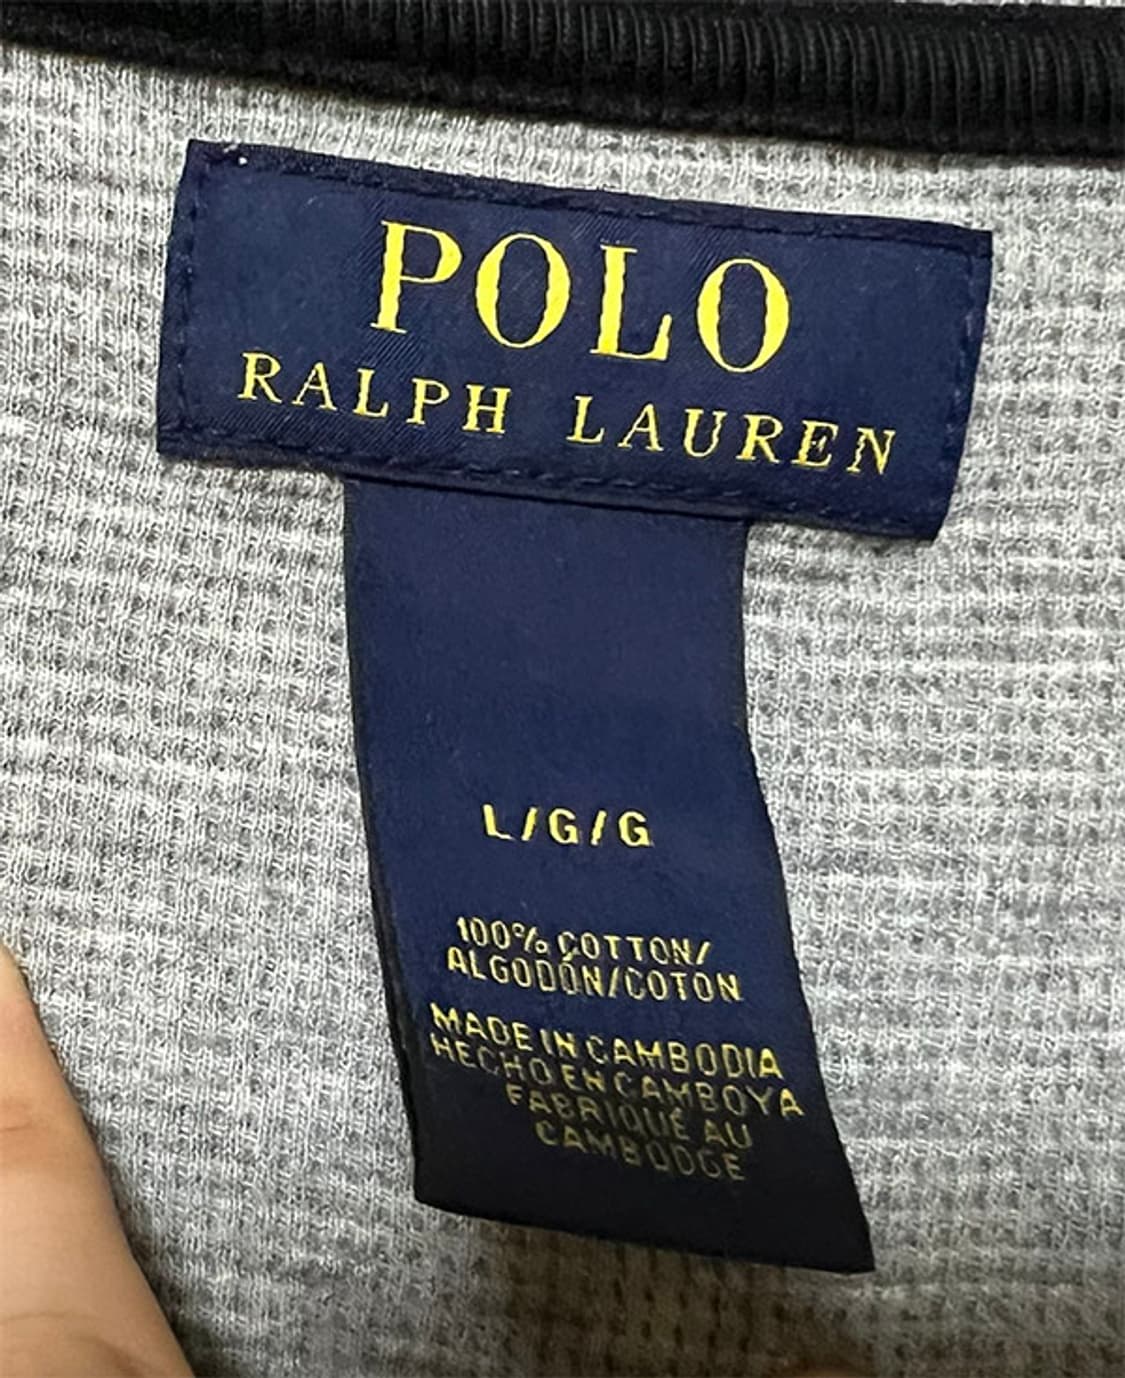 POLO
RALPH LAUREN
L/G/G
100% COTTON/
ALGODÓN/COTON
MADE IN CAMBODIA
HECHO EN CAMBOYA
FABRIQUÉ AU
CAMBODGE